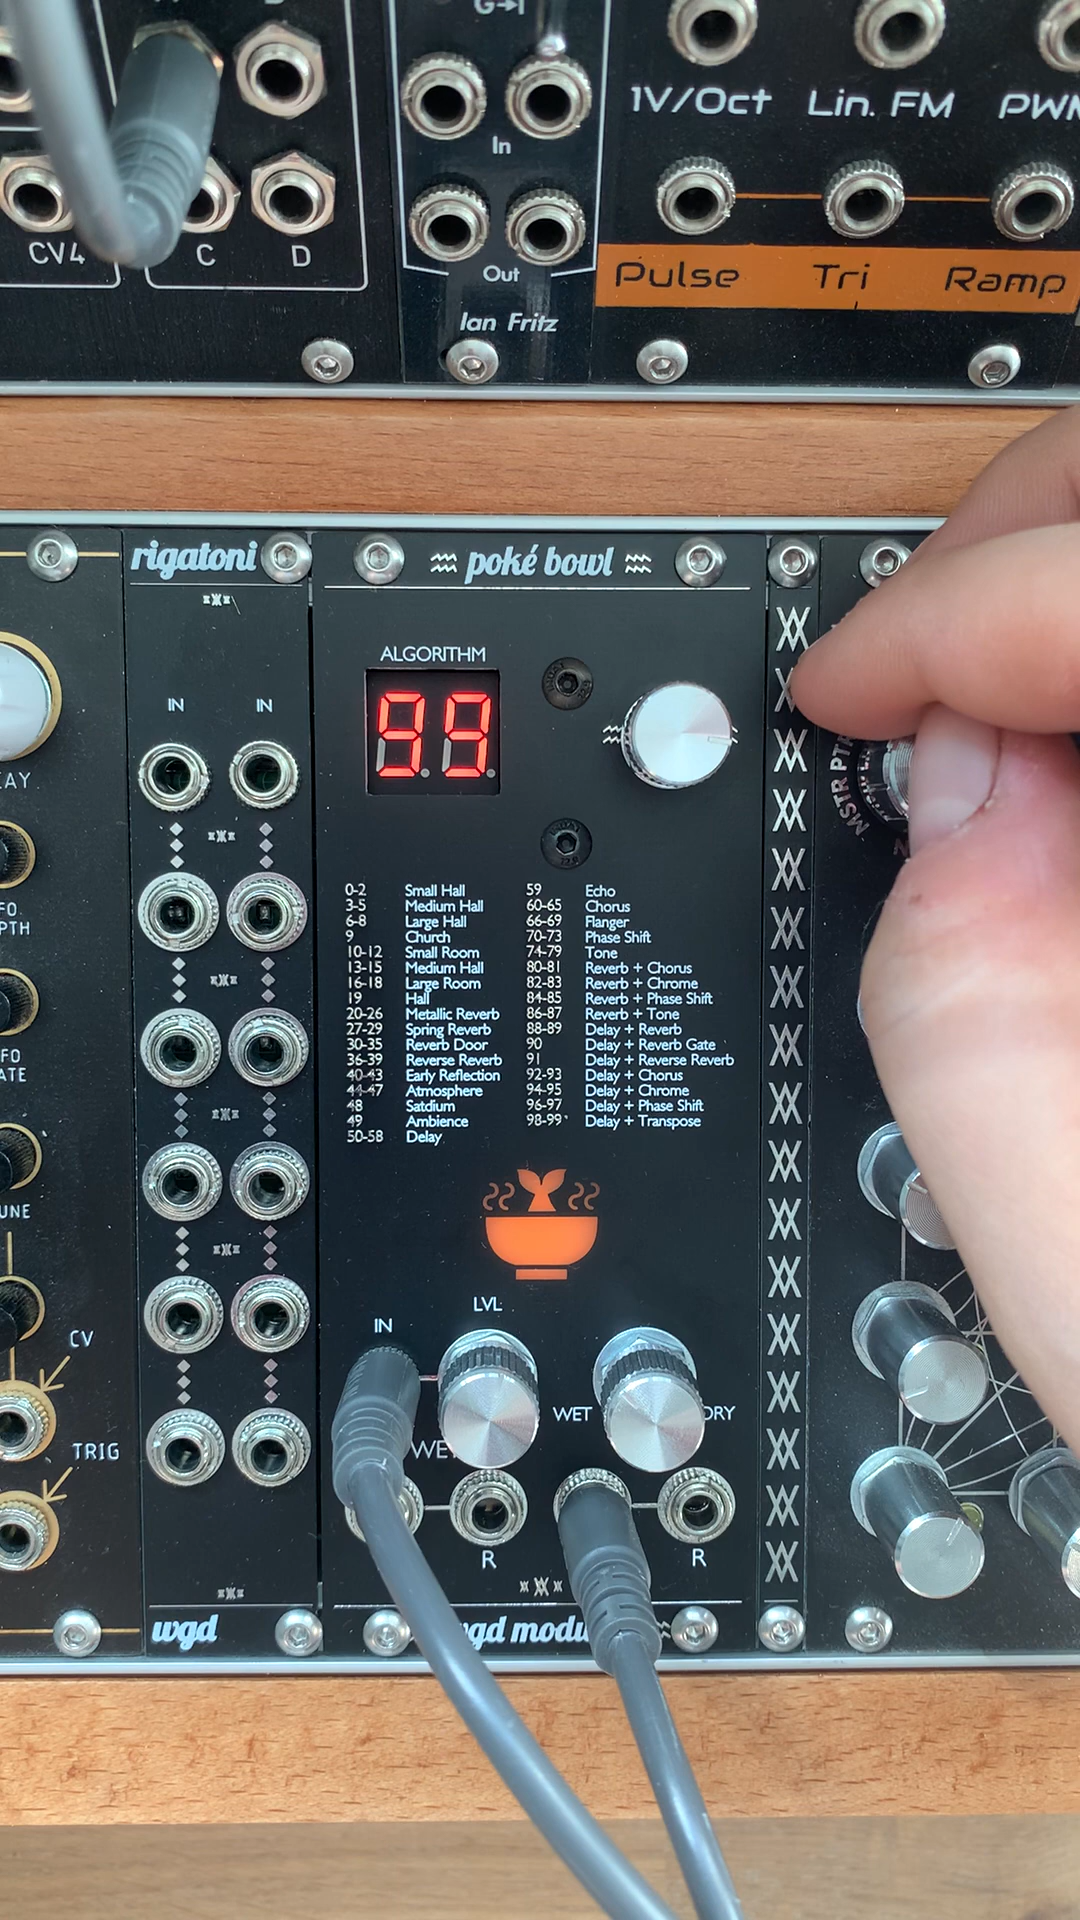 G→I
1V/Oct Lin. FM PWM
In
CV4 C D
Out
Pulse Tri Ramp
Ian Fritz
rigatoni
poké bowl
ALGORITHM
99
IN IN
MSTR
CV
TRIG
0-2 Small Hall
3-5 Medium Hall
6-8 Large Hall
9 Church
10-12 Small Room
13-15 Medium Hall
16-18 Large Room
19 Hall
20-26 Metallic Reverb
27-29 Spring Reverb
30-35 Reverb Door
36-39 Reverse Reverb
40-43 Early Reflection
44-47 Atmosphere
48 Satdium
49 Ambience
50-58 Delay
59 Echo
60-65 Chorus
66-69 Flanger
70-73 Phase Shift
74-79 Tone
80-81 Reverb + Chorus
82-83 Reverb + Chrome
84-85 Reverb + Phase Shift
86-87 Reverb + Tone
88-89 Delay + Reverb
90 Delay + Reverb Gate
91 Delay + Reverse Reverb
92-93 Delay + Chorus
94-95 Delay + Chrome
96-97 Delay + Phase Shift
98-99 Delay + Transpose
LVL
IN
WET DRY
R R
wgd